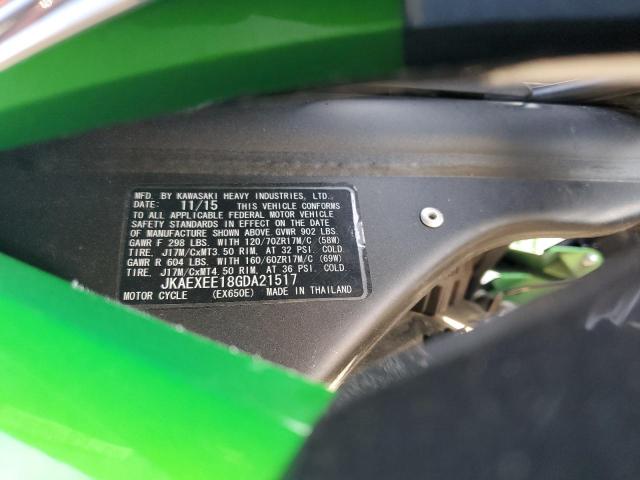 MFD. BY KAWASAKI HEAVY INDUSTRIES, LTD.
DATE: 11/15 THIS VEHICLE CONFORMS
TO ALL APPLICABLE FEDERAL MOTOR VEHICLE
SAFETY STANDARDS IN EFFECT ON THE DATE
OF MANUFACTURE SHOWN ABOVE. GVWR 902 LBS.
GAWR F 298 LBS. WITH 120/70ZR17M/C (58W)
TIRE, J17M/CxMT3.50 RIM. AT 32 PSI. COLD.
GAWR R 604 LBS. WITH 160/60ZR17M/C (69W)
TIRE, J17M/CxMT4.50 RIM. AT 36 PSI. COLD.
JKAEXEE18GDA21517
MOTOR CYCLE (EX650E) MADE IN THAILAND